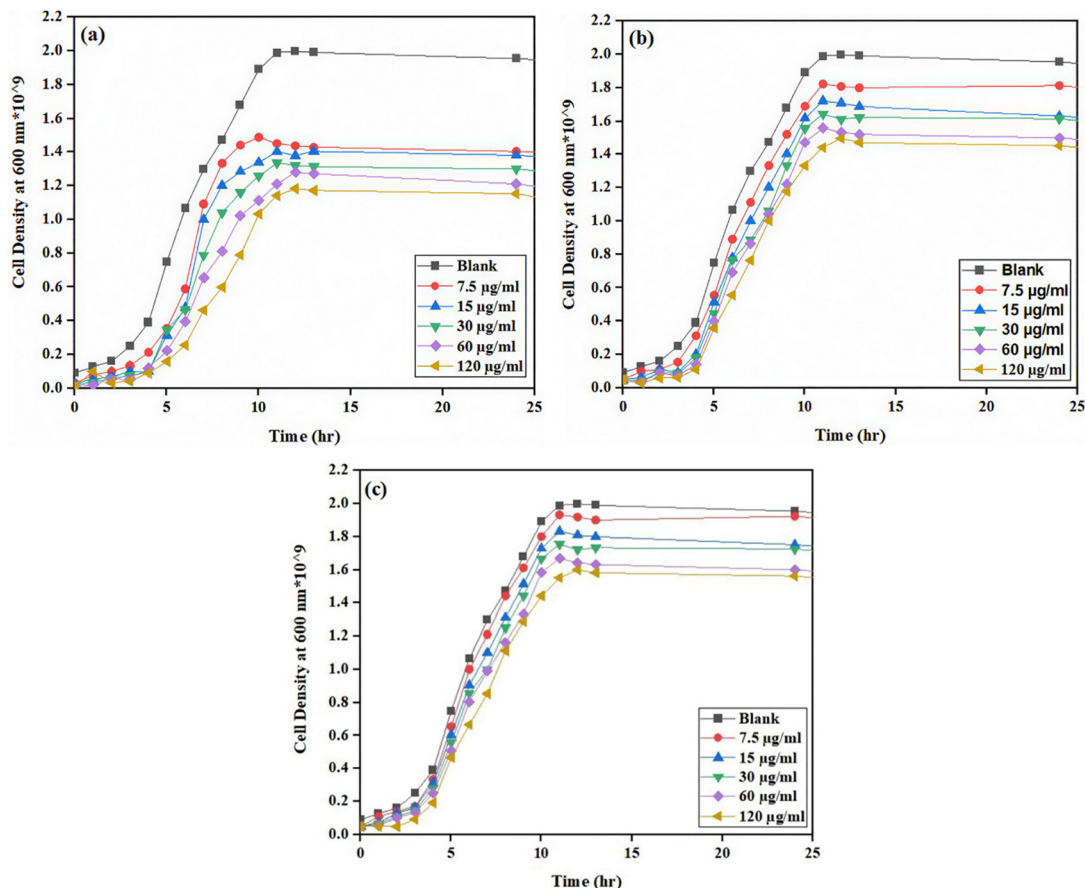 (a)
Cell Density at 600 nm*10^9
2.2
2.0
1.8
1.6
1.4
1.2
1.0
0.8
0.6
0.4
0.2
0.0
0 5 10 15 20 25
Time (hr)
Blank
7.5 µg/ml
15 µg/ml
30 µg/ml
60 µg/ml
120 µg/ml
(b)
Cell Density at 600 nm*10^9
2.2
2.0
1.8
1.6
1.4
1.2
1.0
0.8
0.6
0.4
0.2
0.0
0 5 10 15 20 25
Time (hr)
Blank
7.5 µg/ml
15 µg/ml
30 µg/ml
60 µg/ml
120 µg/ml
(c)
Cell Density at 600 nm*10^9
2.2
2.0
1.8
1.6
1.4
1.2
1.0
0.8
0.6
0.4
0.2
0.0
0 5 10 15 20 25
Time (hr)
Blank
7.5 µg/ml
15 µg/ml
30 µg/ml
60 µg/ml
120 µg/ml